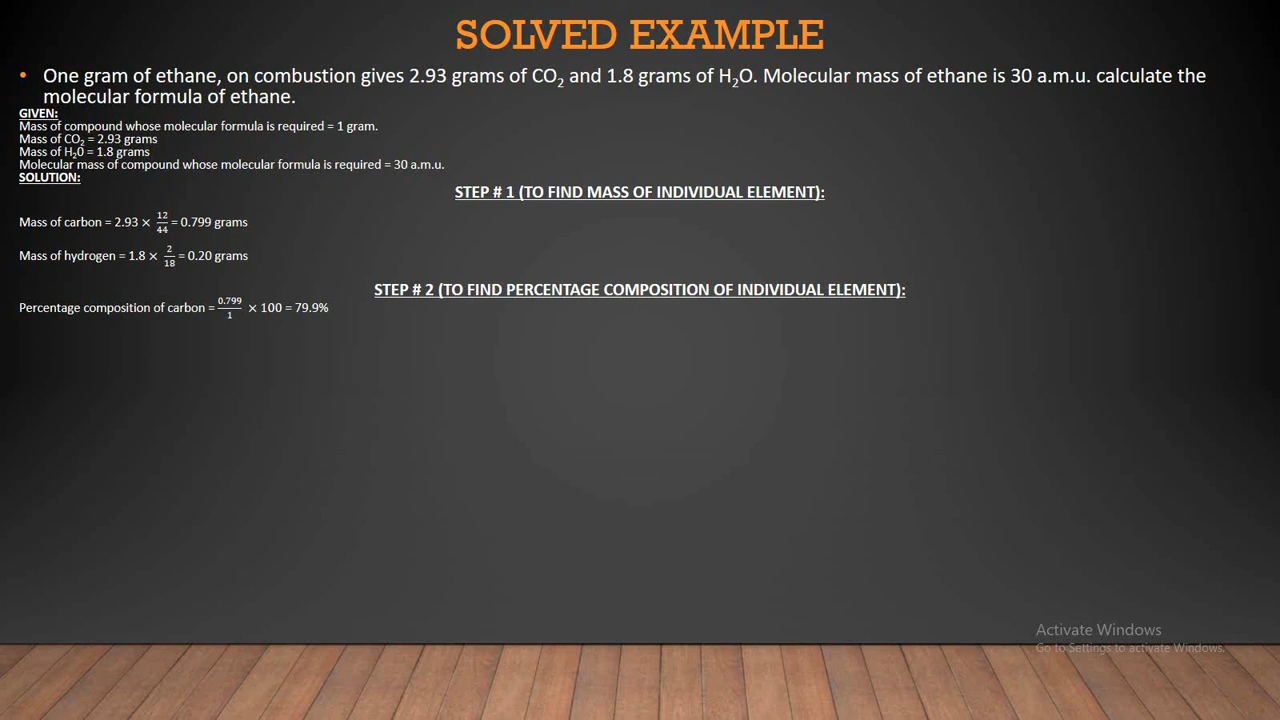 SOLVED EXAMPLE
• One gram of ethane, on combustion gives 2.93 grams of CO₂ and 1.8 grams of H₂O. Molecular mass of ethane is 30 a.m.u. calculate the
molecular formula of ethane.
GIVEN:
Mass of compound whose molecular formula is required = 1 gram.
Mass of CO₂ = 2.93 grams
Mass of H₂0 = 1.8 grams
Molecular mass of compound whose molecular formula is required = 30 a.m.u.
SOLUTION:
STEP # 1 (TO FIND MASS OF INDIVIDUAL ELEMENT):
Mass of carbon = 2.93 × 12/44 = 0.799 grams
Mass of hydrogen = 1.8 × 2/18 = 0.20 grams
STEP # 2 (TO FIND PERCENTAGE COMPOSITION OF INDIVIDUAL ELEMENT):
Percentage composition of carbon = 0.799/1 × 100 = 79.9%
Activate Windows
Go to Settings to activate Windows.